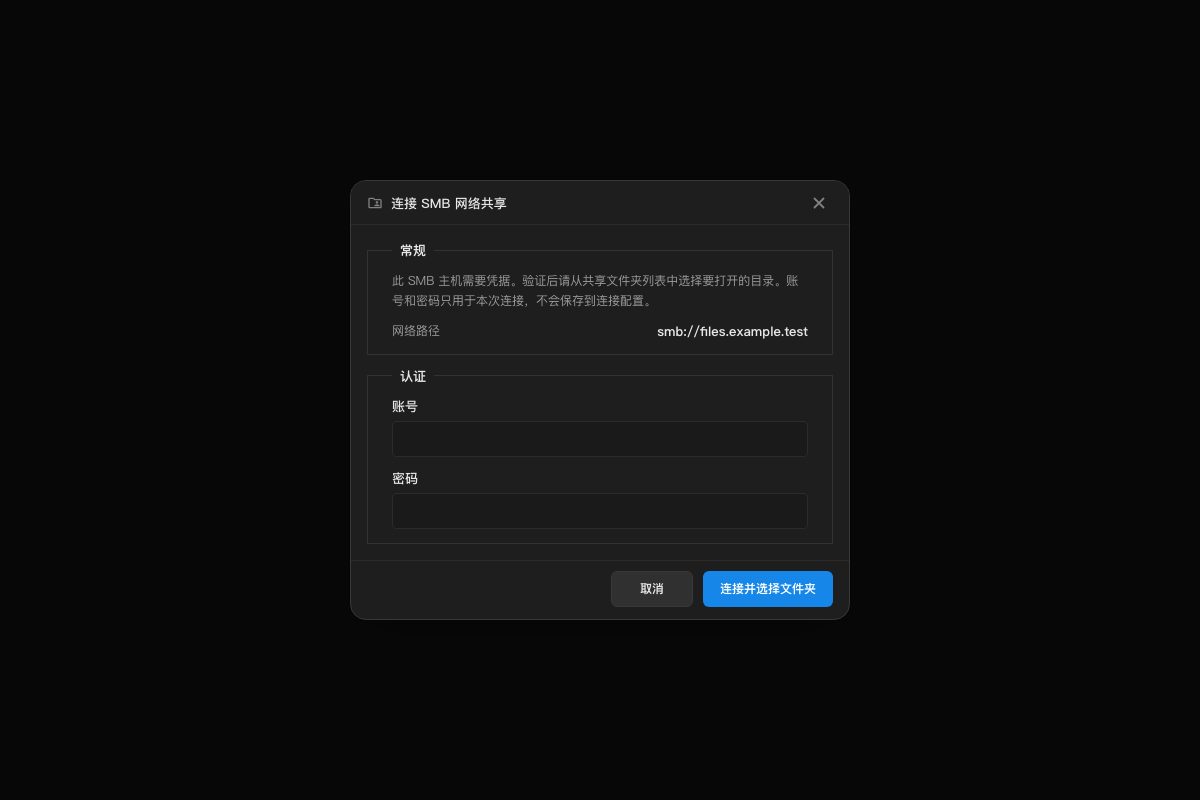 连接 SMB 网络共享
常规
此 SMB 主机需要凭据。验证后请从共享文件夹列表中选择要打开的目录。账
号和密码只用于本次连接，不会保存到连接配置。
网络路径 smb://files.example.test
认证
账号
密码
取消 连接并选择文件夹